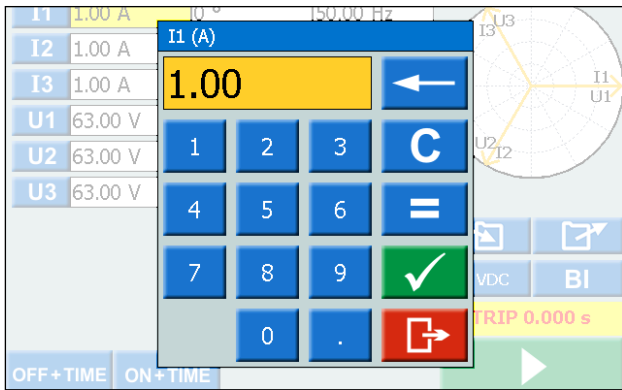 I1 1.00 A 0 ° 50.00 Hz
I2 1.00 A
I3 1.00 A
U1 63.00 V
U2 63.00 V
U3 63.00 V
I1 (A)
1.00
1 2 3 C
4 5 6 =
7 8 9
0 .
U3
I3
I1
U1
U2
I2
VDC BI
TRIP 0.000 s
OFF+TIME ON+TIME